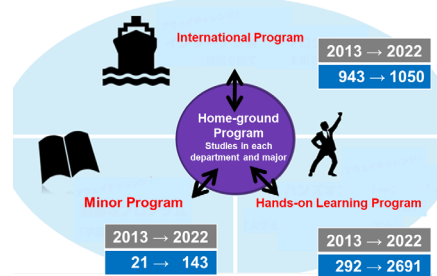 International Program
2013 → 2022
943 → 1050
Home-ground
Program
Studies in each
department and major
Minor Program
2013 → 2022
21 → 143
Hands-on Learning Program
2013 → 2022
292 → 2691